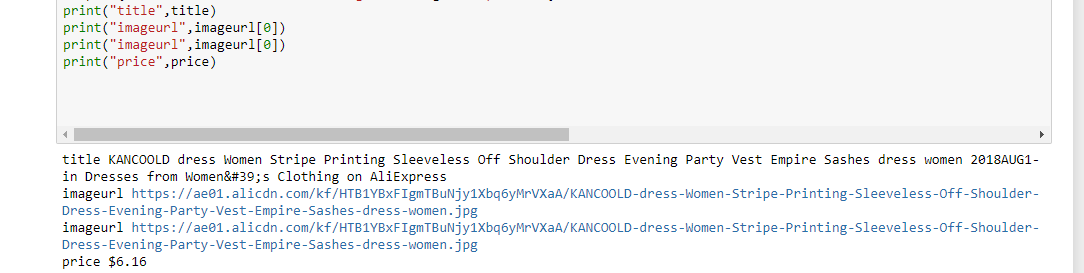 print("title",title)
print("imageurl",imageurl[0])
print("imageurl",imageurl[0])
print("price",price)
title KANCOOLD dress Women Stripe Printing Sleeveless Off Shoulder Dress Evening Party Vest Empire Sashes dress women 2018AUG1-
in Dresses from Women&#39;s Clothing on AliExpress
imageurl https://ae01.alicdn.com/kf/HTB1YBxFIgmTBuNjy1Xbq6yMrVXaA/KANCOOLD-dress-Women-Stripe-Printing-Sleeveless-Off-Shoulder-
Dress-Evening-Party-Vest-Empire-Sashes-dress-women.jpg
imageurl https://ae01.alicdn.com/kf/HTB1YBxFIgmTBuNjy1Xbq6yMrVXaA/KANCOOLD-dress-Women-Stripe-Printing-Sleeveless-Off-Shoulder-
Dress-Evening-Party-Vest-Empire-Sashes-dress-women.jpg
price $6.16